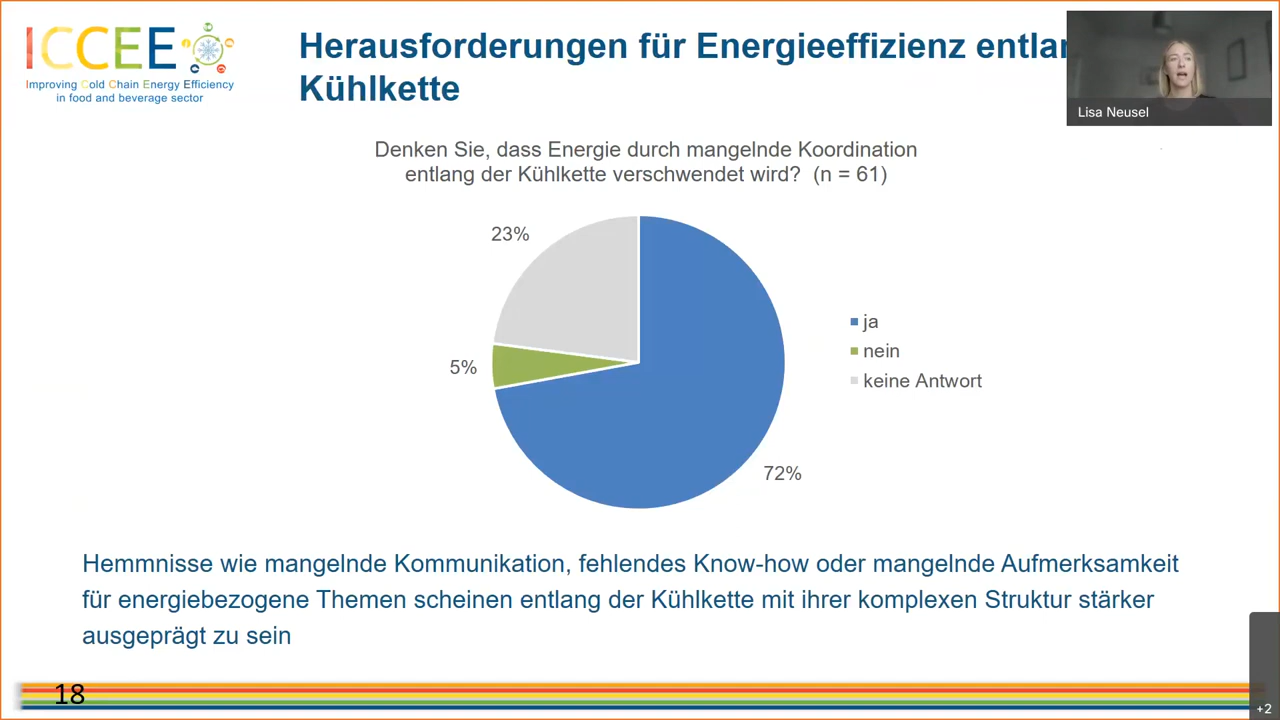 ICCEE
Improving Cold Chain Energy Efficiency
in food and beverage sector
Herausforderungen für Energieeffizienz
Kühlkette
Lisa Neusel
Denken Sie, dass Energie durch mangelnde Koordination
entlang der Kühlkette verschwendet wird? (n = 61)
23%
5%
72%
ja
nein
keine Antwort
Hemmnisse wie mangelnde Kommunikation, fehlendes Know-how oder mangelnde Aufmerksamkeit
für energiebezogene Themen scheinen entlang der Kühlkette mit ihrer komplexen Struktur stärker
ausgeprägt zu sein
18
+2